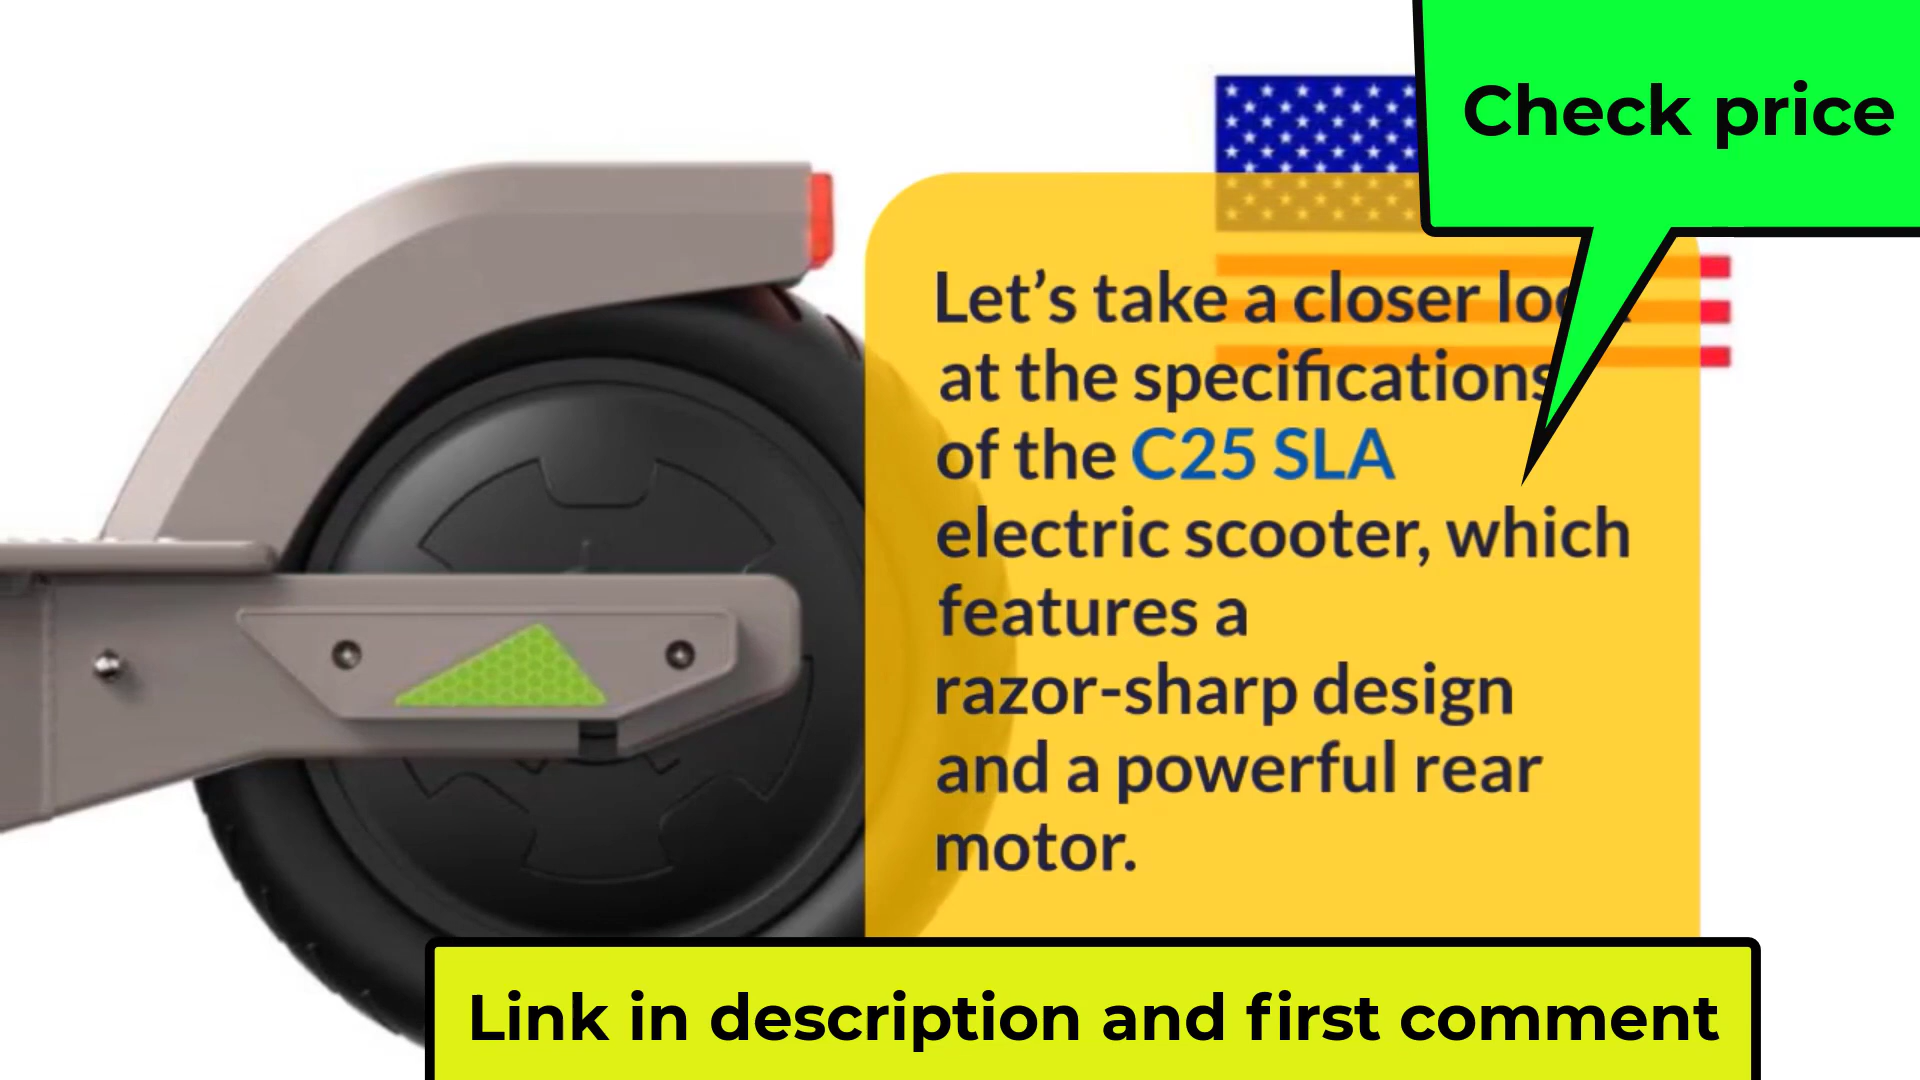 Check price
Let's take a closer
at the specifications
of the C25 SLA
electric scooter, which
features a
razor-sharp design
and a powerful rear
motor.
Link in description and first comment